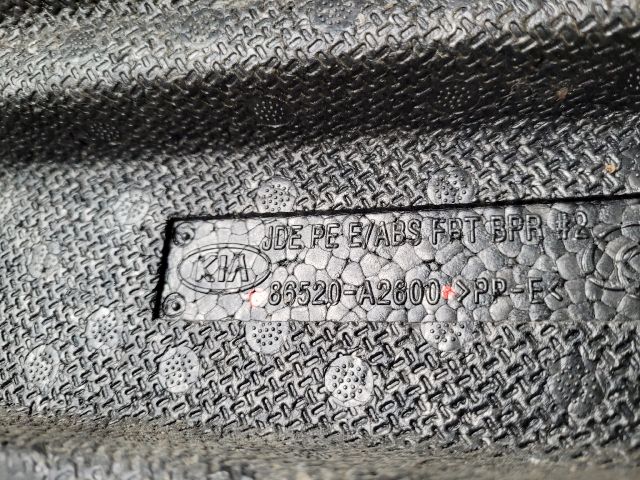 JDE PE E/ABS FRT BPR #2
KIA
86520-A2600 >PP-E<